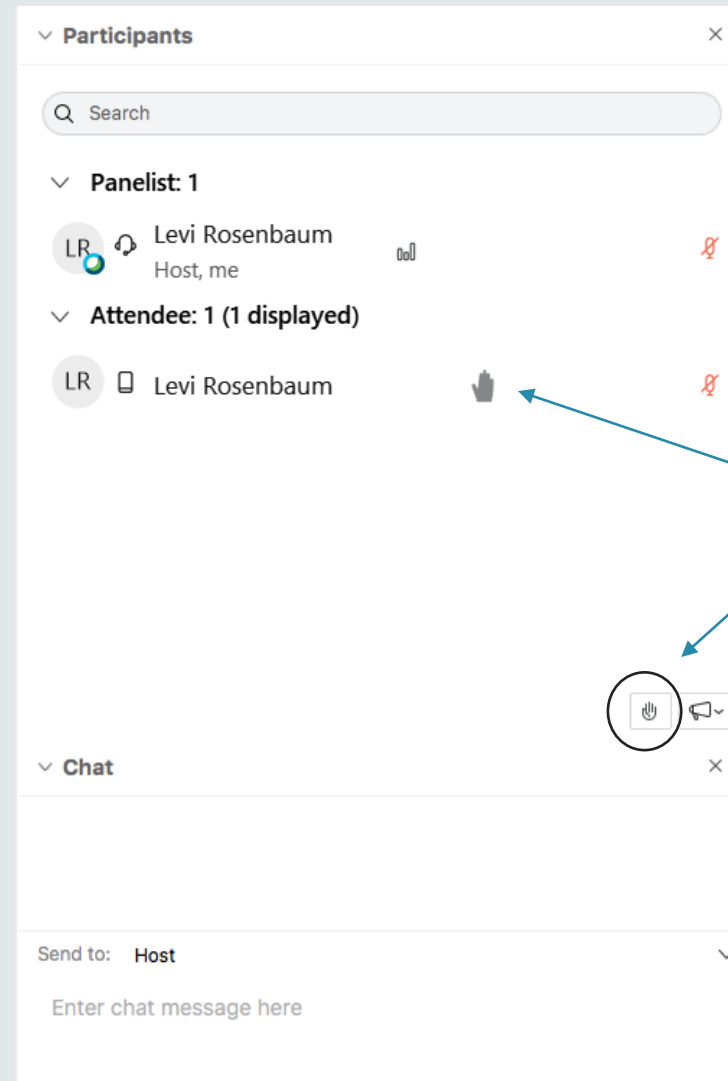 Participants
Search
Panelist: 1
LR
Levi Rosenbaum
Host, me
Attendee: 1 (1 displayed)
LR
Levi Rosenbaum
Chat
Send to: Host
Enter chat message here